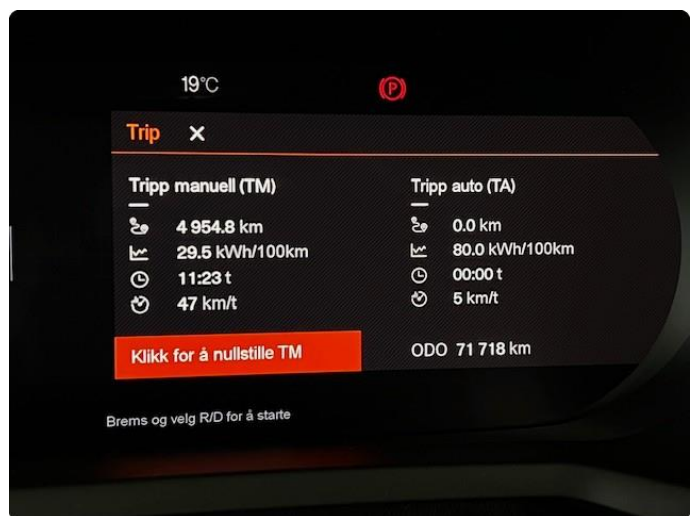 19°C
(P)
Trip X
Tripp manuell (TM)
4 954.8 km
29.5 kWh/100km
11:23 t
47 km/t
Klikk for å nullstille TM
Tripp auto (TA)
0.0 km
80.0 kWh/100km
00:00 t
5 km/t
ODO 71 718 km
Brems og velg R/D for å starte